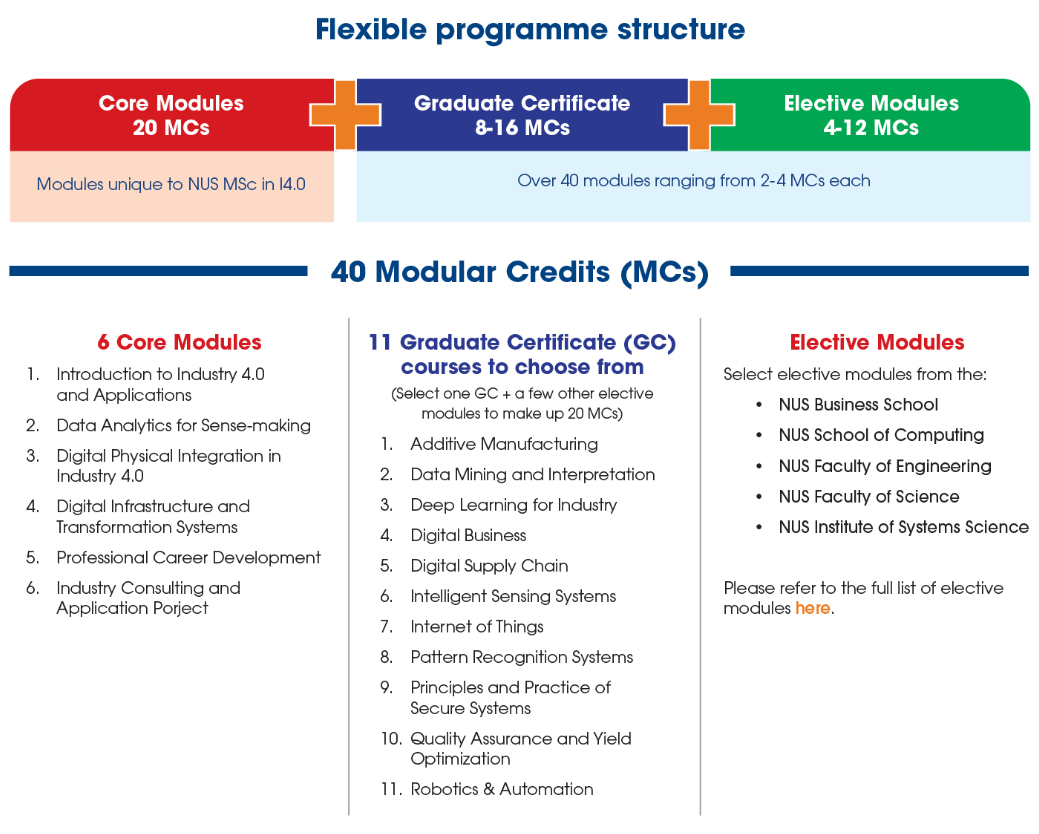 Flexible programme structure
Core Modules
20 MCs
Graduate Certificate
8-16 MCs
Elective Modules
4-12 MCs
Modules unique to NUS MSc in I4.0
Over 40 modules ranging from 2-4 MCs each
40 Modular Credits (MCs)
6 Core Modules
1. Introduction to Industry 4.0
and Applications
2. Data Analytics for Sense-making
3. Digital Physical Integration in
Industry 4.0
4. Digital Infrastructure and
Transformation Systems
5. Professional Career Development
6. Industry Consulting and
Application Porject
11 Graduate Certificate (GC)
courses to choose from
(Select one GC + a few other elective
modules to make up 20 MCs)
1. Additive Manufacturing
2. Data Mining and Interpretation
3. Deep Learning for Industry
4. Digital Business
5. Digital Supply Chain
6. Intelligent Sensing Systems
7. Internet of Things
8. Pattern Recognition Systems
9. Principles and Practice of
Secure Systems
10. Quality Assurance and Yield
Optimization
11. Robotics & Automation
Elective Modules
Select elective modules from the:
• NUS Business School
• NUS School of Computing
• NUS Faculty of Engineering
• NUS Faculty of Science
• NUS Institute of Systems Science
Please refer to the full list of elective
modules here.